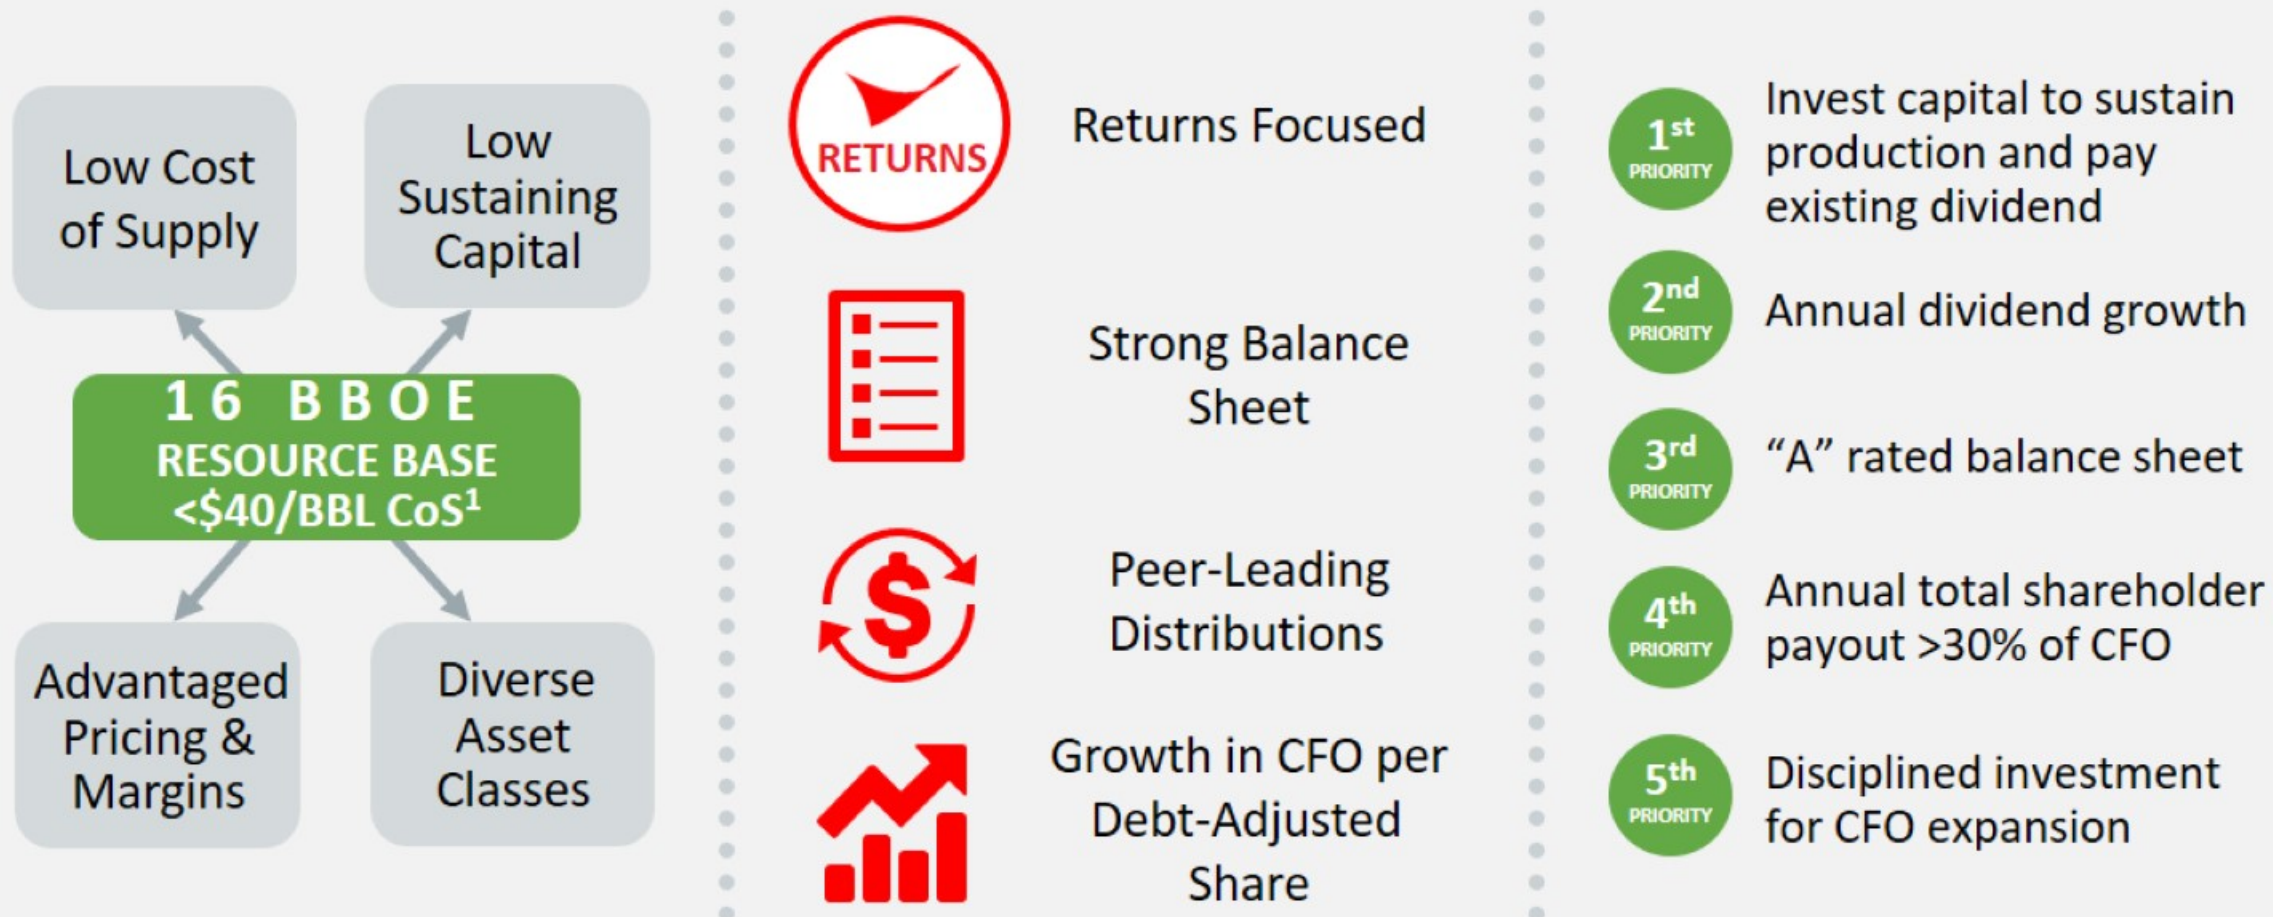 Low Cost
of Supply
Low
Sustaining
Capital
16 BBOE
RESOURCE BASE
<$40/BBL CoS¹
Advantaged
Pricing &
Margins
Diverse
Asset
Classes
RETURNS
Returns Focused
Strong Balance
Sheet
$
Peer-Leading
Distributions
Growth in CFO per
Debt-Adjusted
Share
1st
PRIORITY
Invest capital to sustain
production and pay
existing dividend
2nd
PRIORITY
Annual dividend growth
3rd
PRIORITY
“A” rated balance sheet
4th
PRIORITY
Annual total shareholder
payout >30% of CFO
5th
PRIORITY
Disciplined investment
for CFO expansion